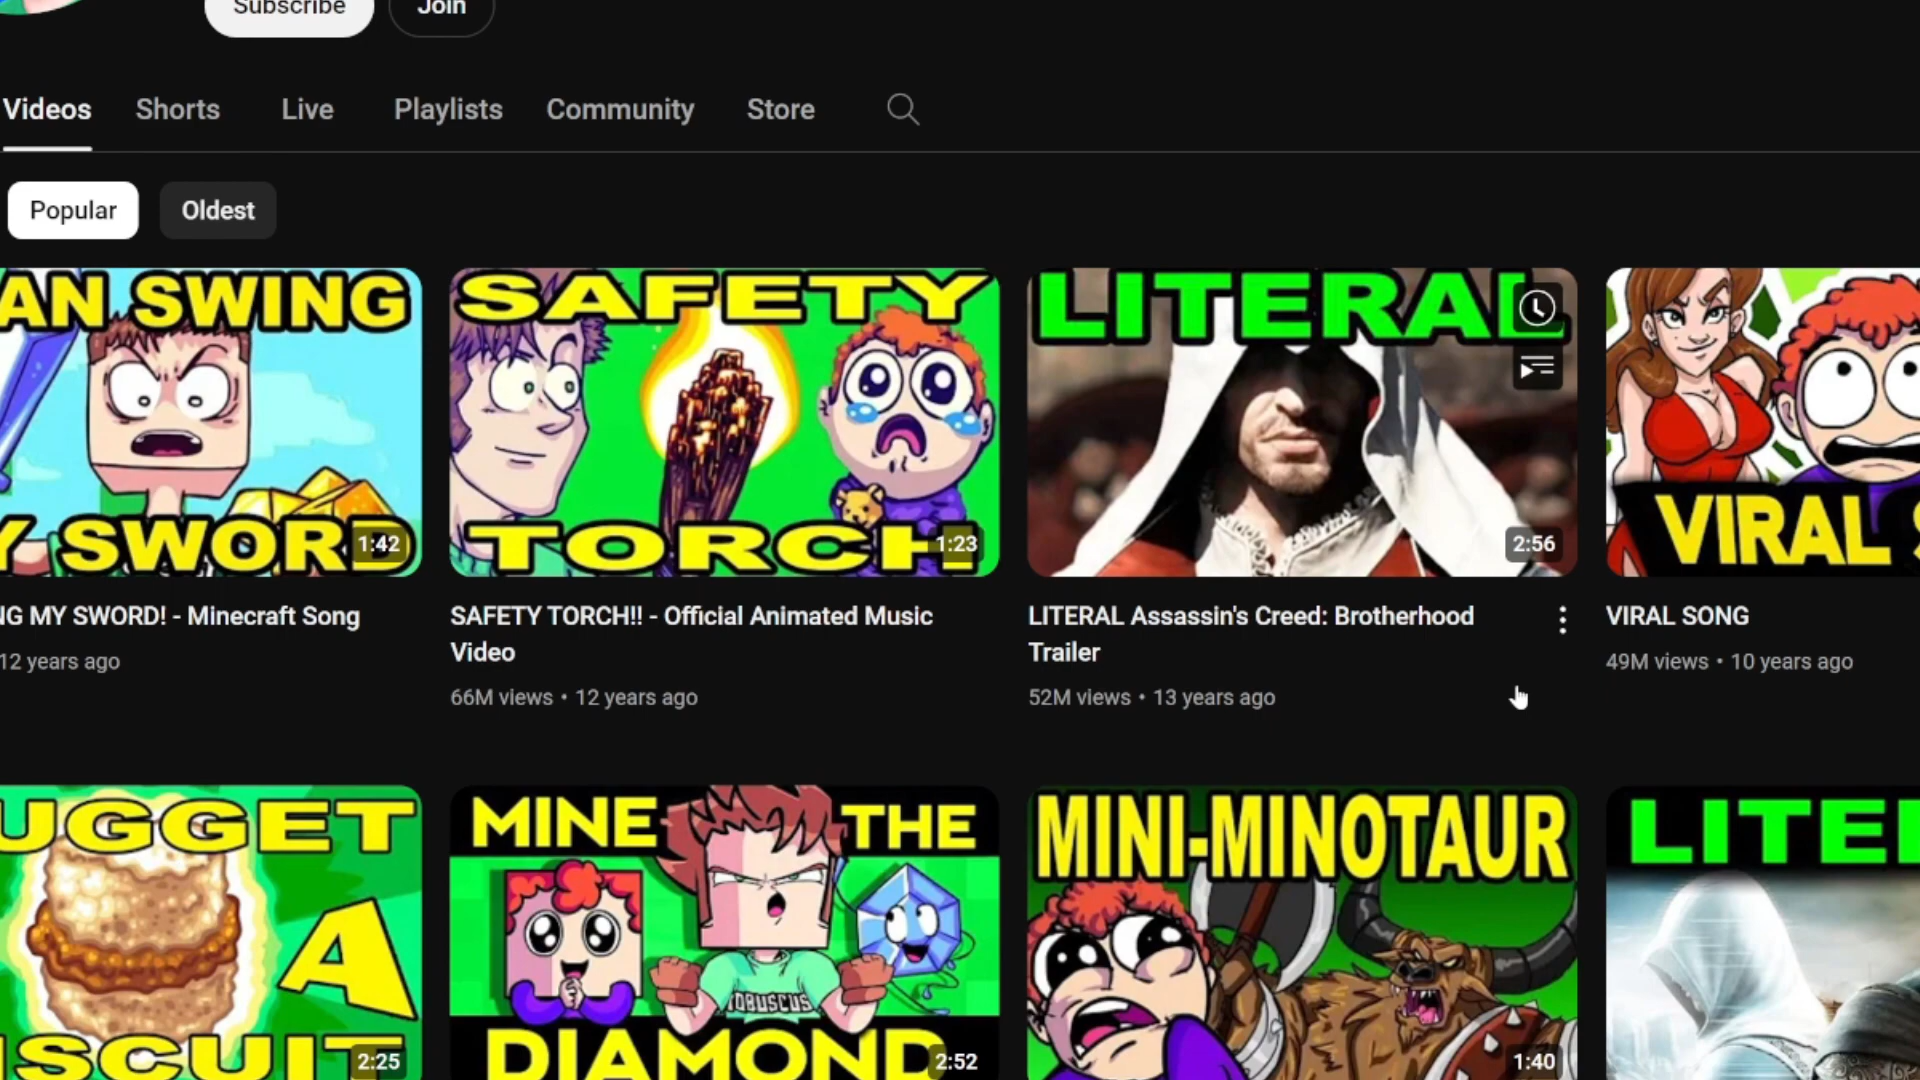 Subscribe
Join
Videos
Shorts
Live
Playlists
Community
Store
Popular
Oldest
AN SWING
Y SWORD
1:42
SAFETY
TORCH
1:23
LITERAL
2:56
VIRAL S
NG MY SWORD! - Minecraft Song
12 years ago
SAFETY TORCH!! - Official Animated Music
Video
66M views • 12 years ago
LITERAL Assassin's Creed: Brotherhood
Trailer
52M views • 13 years ago
VIRAL SONG
49M views • 10 years ago
UGGET
A
ISCUIT
2:25
MINE THE
TOBUSCUS
DIAMOND
2:52
MINI-MINOTAUR
1:40
LITE